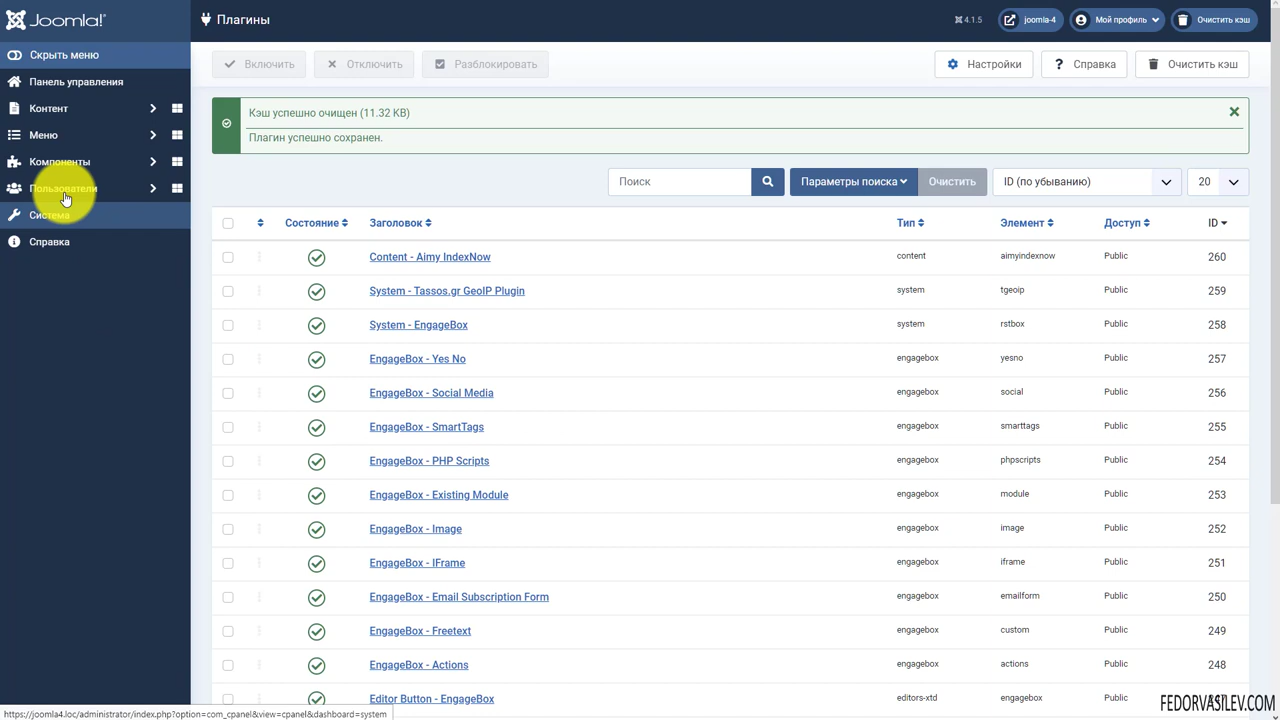 Joomla!
Плагины
4.1.5
joomla-4
Мой профиль
Очистить кэш
Скрыть меню
Панель управления
Контент
Меню
Компоненты
Пользователи
Система
Справка
Включить
Отключить
Разблокировать
Настройки
Справка
Очистить кэш
Кэш успешно очищен (11.32 KB)
Плагин успешно сохранен.
Поиск
Параметры поиска
Очистить
ID (по убыванию)
20
Состояние Заголовок Тип Элемент Доступ ID
Content - Aimy IndexNow content aimyindexnow Public 260
System - Tassos.gr GeoIP Plugin system tgeoip Public 259
System - EngageBox system rstbox Public 258
EngageBox - Yes No engagebox yesno Public 257
EngageBox - Social Media engagebox social Public 256
EngageBox - SmartTags engagebox smarttags Public 255
EngageBox - PHP Scripts engagebox phpscripts Public 254
EngageBox - Existing Module engagebox module Public 253
EngageBox - Image engagebox image Public 252
EngageBox - IFrame engagebox iframe Public 251
EngageBox - Email Subscription Form engagebox emailform Public 250
EngageBox - Freetext engagebox custom Public 249
EngageBox - Actions engagebox actions Public 248
Editor Button - EngageBox editors-xtd engagebox Public
https://joomla4.loc/administrator/index.php?option=com_cpanel&view=cpanel&dashboard=system
FEDORVASILEV.COM